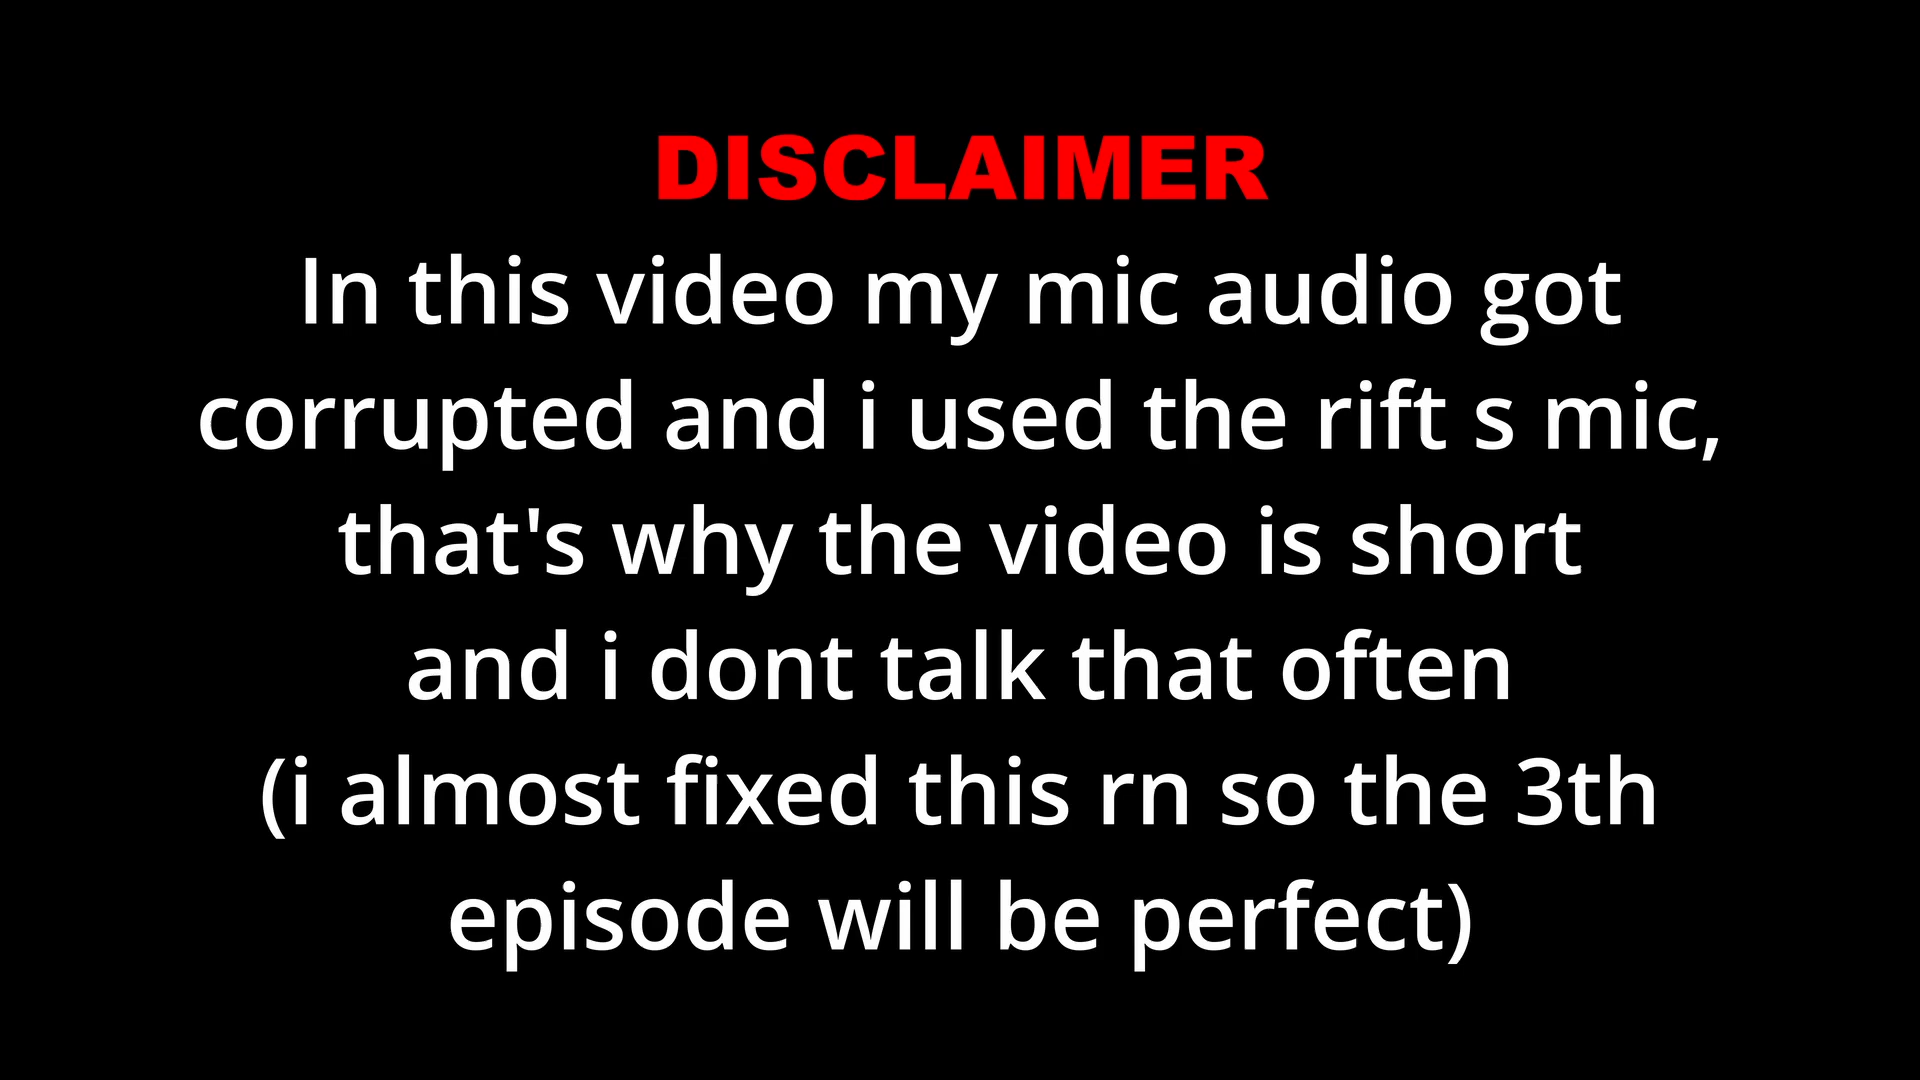 DISCLAIMER
In this video my mic audio got
corrupted and i used the rift s mic,
that's why the video is short
and i dont talk that often
(i almost fixed this rn so the 3th
episode will be perfect)